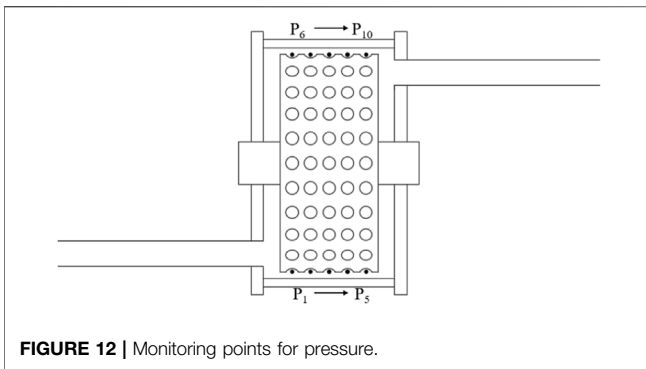 P₆ → P₁₀
P₁ → P₅
FIGURE 12 | Monitoring points for pressure.